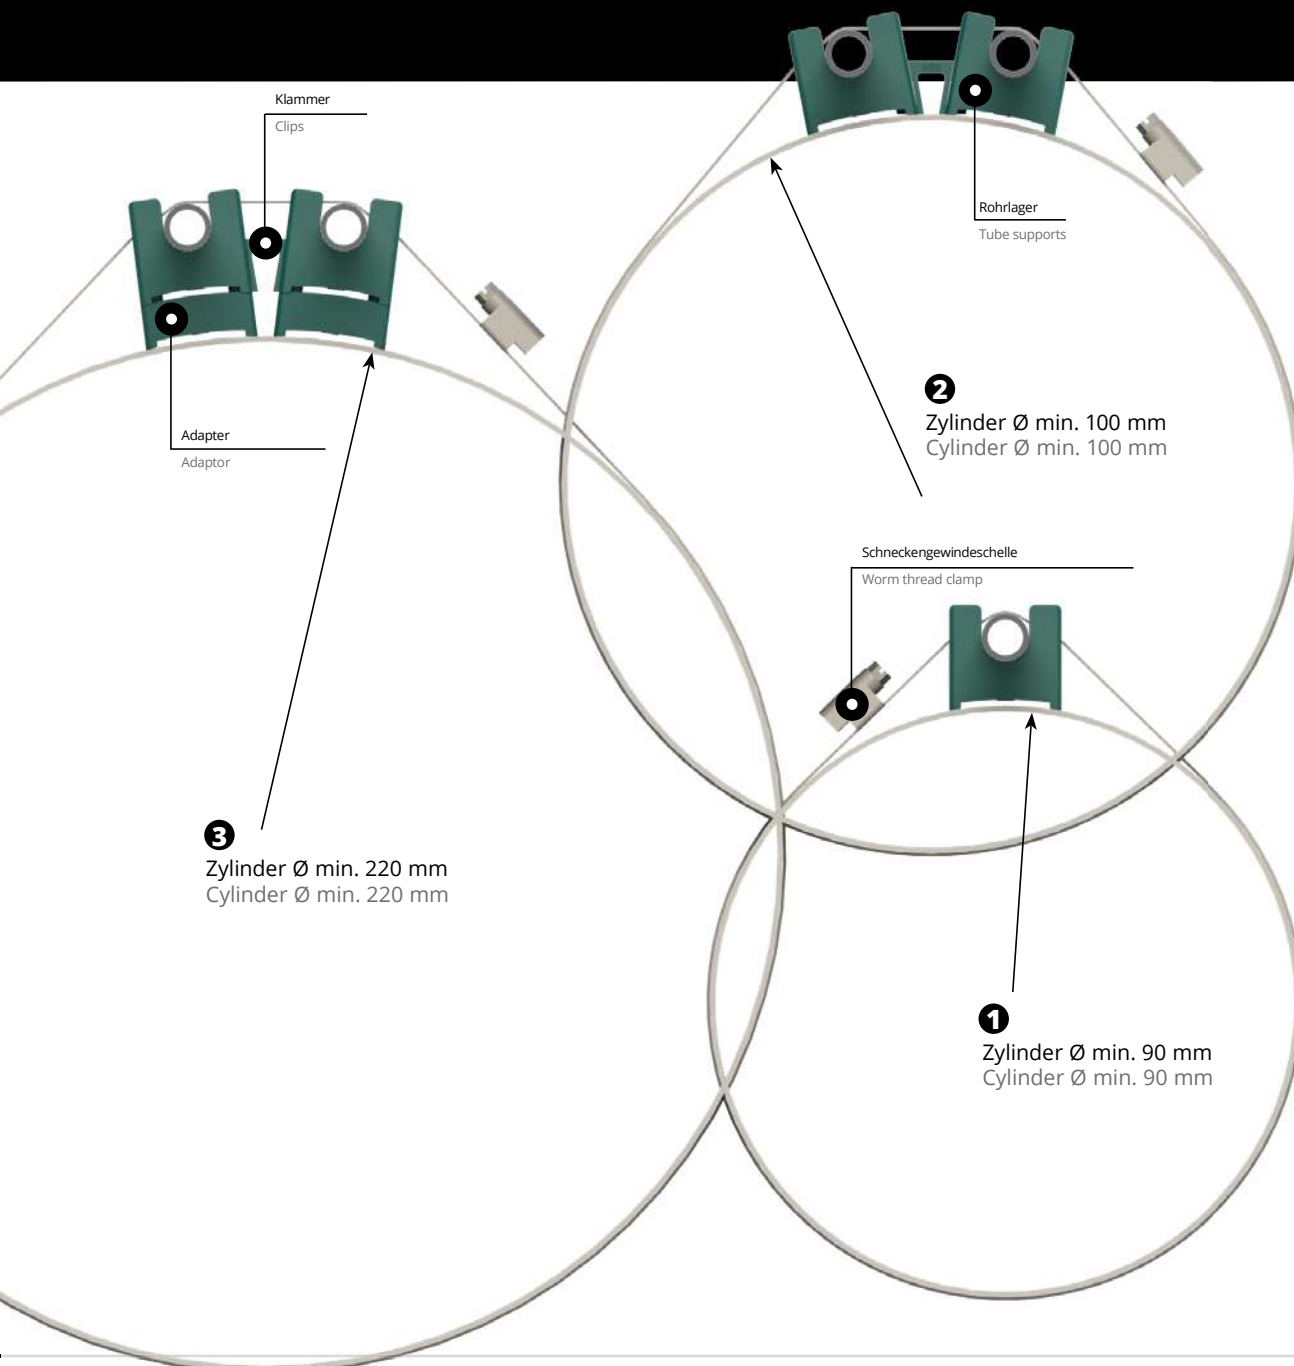 Klammer
Clips
Rohrlager
Tube supports
2
Zylinder Ø min. 100 mm
Cylinder Ø min. 100 mm
Adapter
Adaptor
Schneckengewindeschelle
Worm thread clamp
3
Zylinder Ø min. 220 mm
Cylinder Ø min. 220 mm
1
Zylinder Ø min. 90 mm
Cylinder Ø min. 90 mm